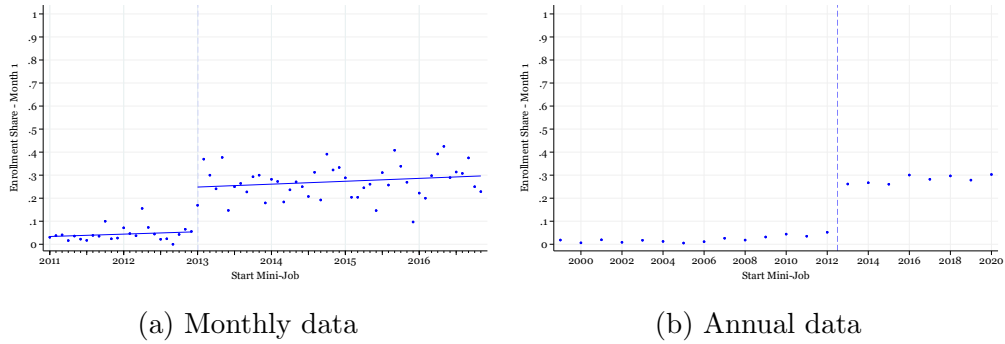 1
.9
.8
.7
.6
.5
.4
.3
.2
.1
0
Enrollment Share - Month 1
2011 2012 2013 2014 2015 2016
Start Mini-Job
(a) Monthly data
1
.9
.8
.7
.6
.5
.4
.3
.2
.1
0
Enrollment Share - Month 1
2000 2002 2004 2006 2008 2010 2012 2014 2016 2018 2020
Start Mini-Job
(b) Annual data